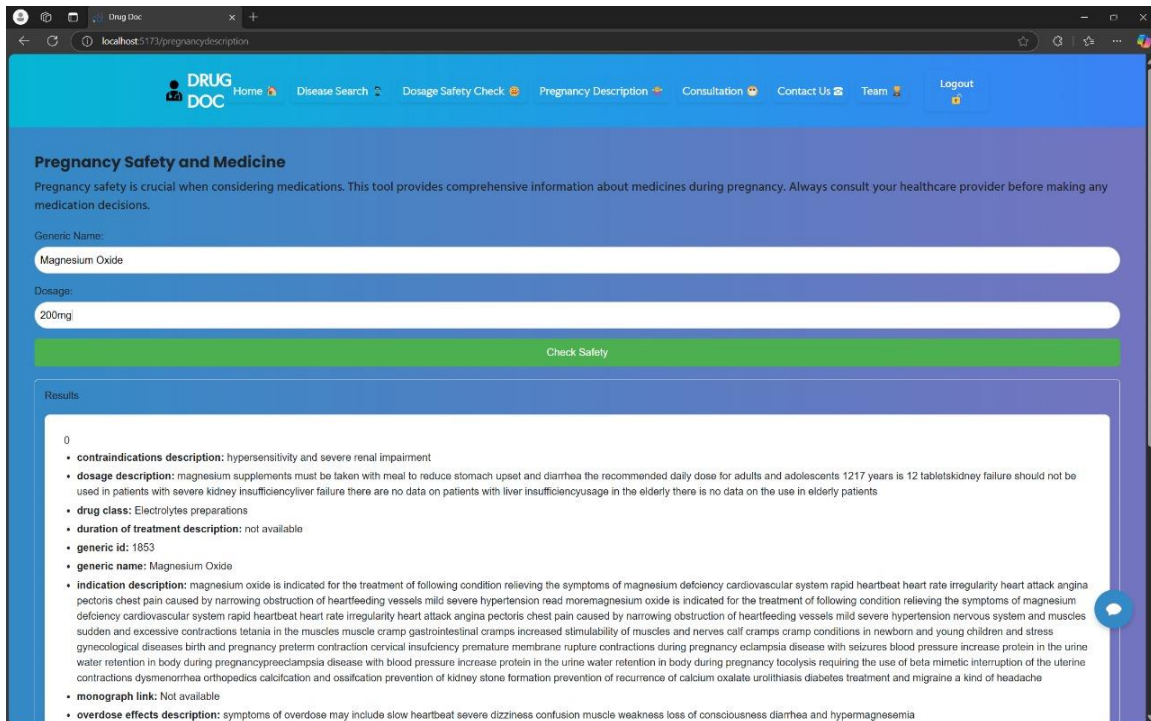 Drug Doc
localhost:5173/pregnancydescription
DRUG DOC
Home
Disease Search
Dosage Safety Check
Pregnancy Description
Consultation
Contact Us
Team
Logout
Pregnancy Safety and Medicine
Pregnancy safety is crucial when considering medications. This tool provides comprehensive information about medicines during pregnancy. Always consult your healthcare provider before making any
medication decisions.
Generic Name:
Magnesium Oxide
Dosage:
200mg
Check Safety
Results
0
• contraindications description: hypersensitivity and severe renal impairment
• dosage description: magnesium supplements must be taken with meal to reduce stomach upset and diarrhea the recommended daily dose for adults and adolescents 1217 years is 12 tabletskidney failure should not be
used in patients with severe kidney insufficiencyliver failure there are no data on patients with liver insufficiencyusage in the elderly there is no data on the use in elderly patients
• drug class: Electrolytes preparations
• duration of treatment description: not available
• generic id: 1853
• generic name: Magnesium Oxide
• indication description: magnesium oxide is indicated for the treatment of following condition relieving the symptoms of magnesium defciency cardiovascular system rapid heartbeat heart rate irregularity heart attack angina
pectoris chest pain caused by narrowing obstruction of heartfeeding vessels mild severe hypertension read moremagnesium oxide is indicated for the treatment of following condition relieving the symptoms of magnesium
defciency cardiovascular system rapid heartbeat heart rate irregularity heart attack angina pectoris chest pain caused by narrowing obstruction of heartfeeding vessels mild severe hypertension nervous system and muscles
sudden and excessive contractions tetania in the muscles muscle cramp gastrointestinal cramps increased stimulability of muscles and nerves calf cramps cramp conditions in newborn and young children and stress
gynecological diseases birth and pregnancy preterm contraction cervical insufciency premature membrane rupture contractions during pregnancy eclampsia disease with seizures blood pressure increase protein in the urine
water retention in body during pregnancypreeclampsia disease with blood pressure increase protein in the urine water retention in body during pregnancy tocolysis requiring the use of beta mimetic interruption of the uterine
contractions dysmenorrhea orthopedics calcifcation and ossifcation prevention of kidney stone formation prevention of recurrence of calcium oxalate urolithiasis diabetes treatment and migraine a kind of headache
• monograph link: Not available
• overdose effects description: symptoms of overdose may include slow heartbeat severe dizziness confusion muscle weakness loss of consciousness diarrhea and hypermagnesemia